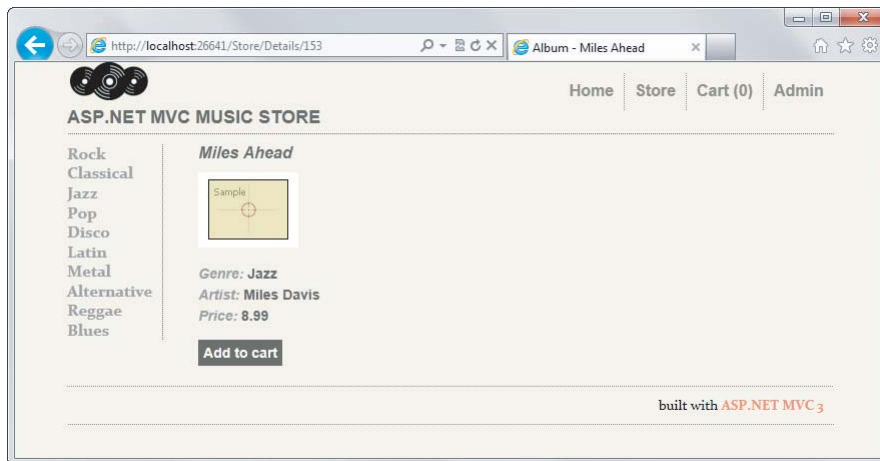 http://localhost:26641/Store/Details/153
Album - Miles Ahead
ASP.NET MVC MUSIC STORE
Home
Store
Cart (0)
Admin
Rock
Classical
Jazz
Pop
Disco
Latin
Metal
Alternative
Reggae
Blues
Miles Ahead
Sample
Genre: Jazz
Artist: Miles Davis
Price: 8.99
Add to cart
built with ASP.NET MVC 3